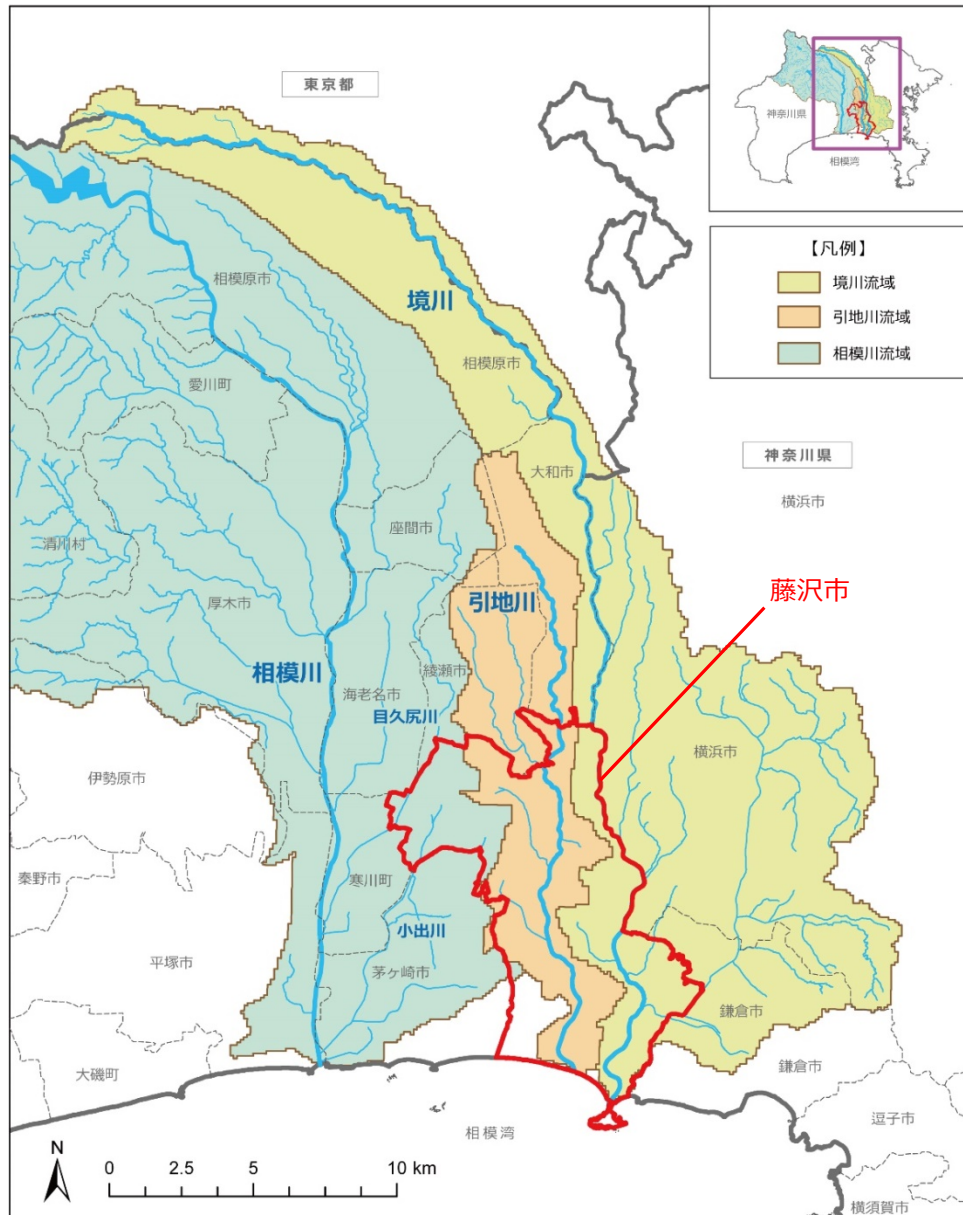 東京都
神奈川県
相模湾
【凡例】
境川流域
引地川流域
相模川流域
相模原市
境川
相模原市
愛川町
大和市
神奈川県
横浜市
座間市
清川村
厚木市
引地川
藤沢市
相模川
綾瀬市
海老名市
目久尻川
横浜市
伊勢原市
秦野市
寒川町
小出川
平塚市
茅ヶ崎市
鎌倉市
大磯町
鎌倉市
逗子市
相模湾
N
0 2.5 5 10 km
横須賀市